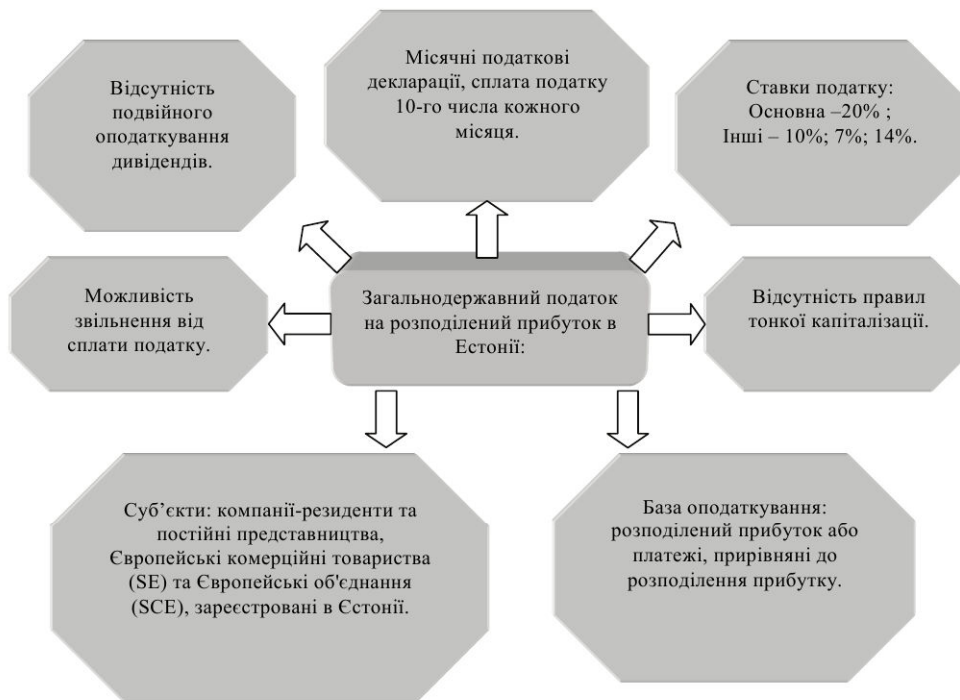 Відсутність
подвійного
оподаткування
дивідендів.
Місячні податкові
декларації, сплата податку
10-го числа кожного
місяця.
Ставки податку:
Основна –20% ;
Інші – 10%; 7%; 14%.
Можливість
звільнення від
сплати податку.
Загальнодержавний податок
на розподілений прибуток в
Естонії:
Відсутність правил
тонкої капіталізації.
Суб’єкти: компанії-резиденти та
постійні представництва,
Європейські комерційні товариства
(SE) та Європейські об'єднання
(SCE), зареєстровані в Єстонії.
База оподаткування:
розподілений прибуток або
платежі, прирівняні до
розподілення прибутку.